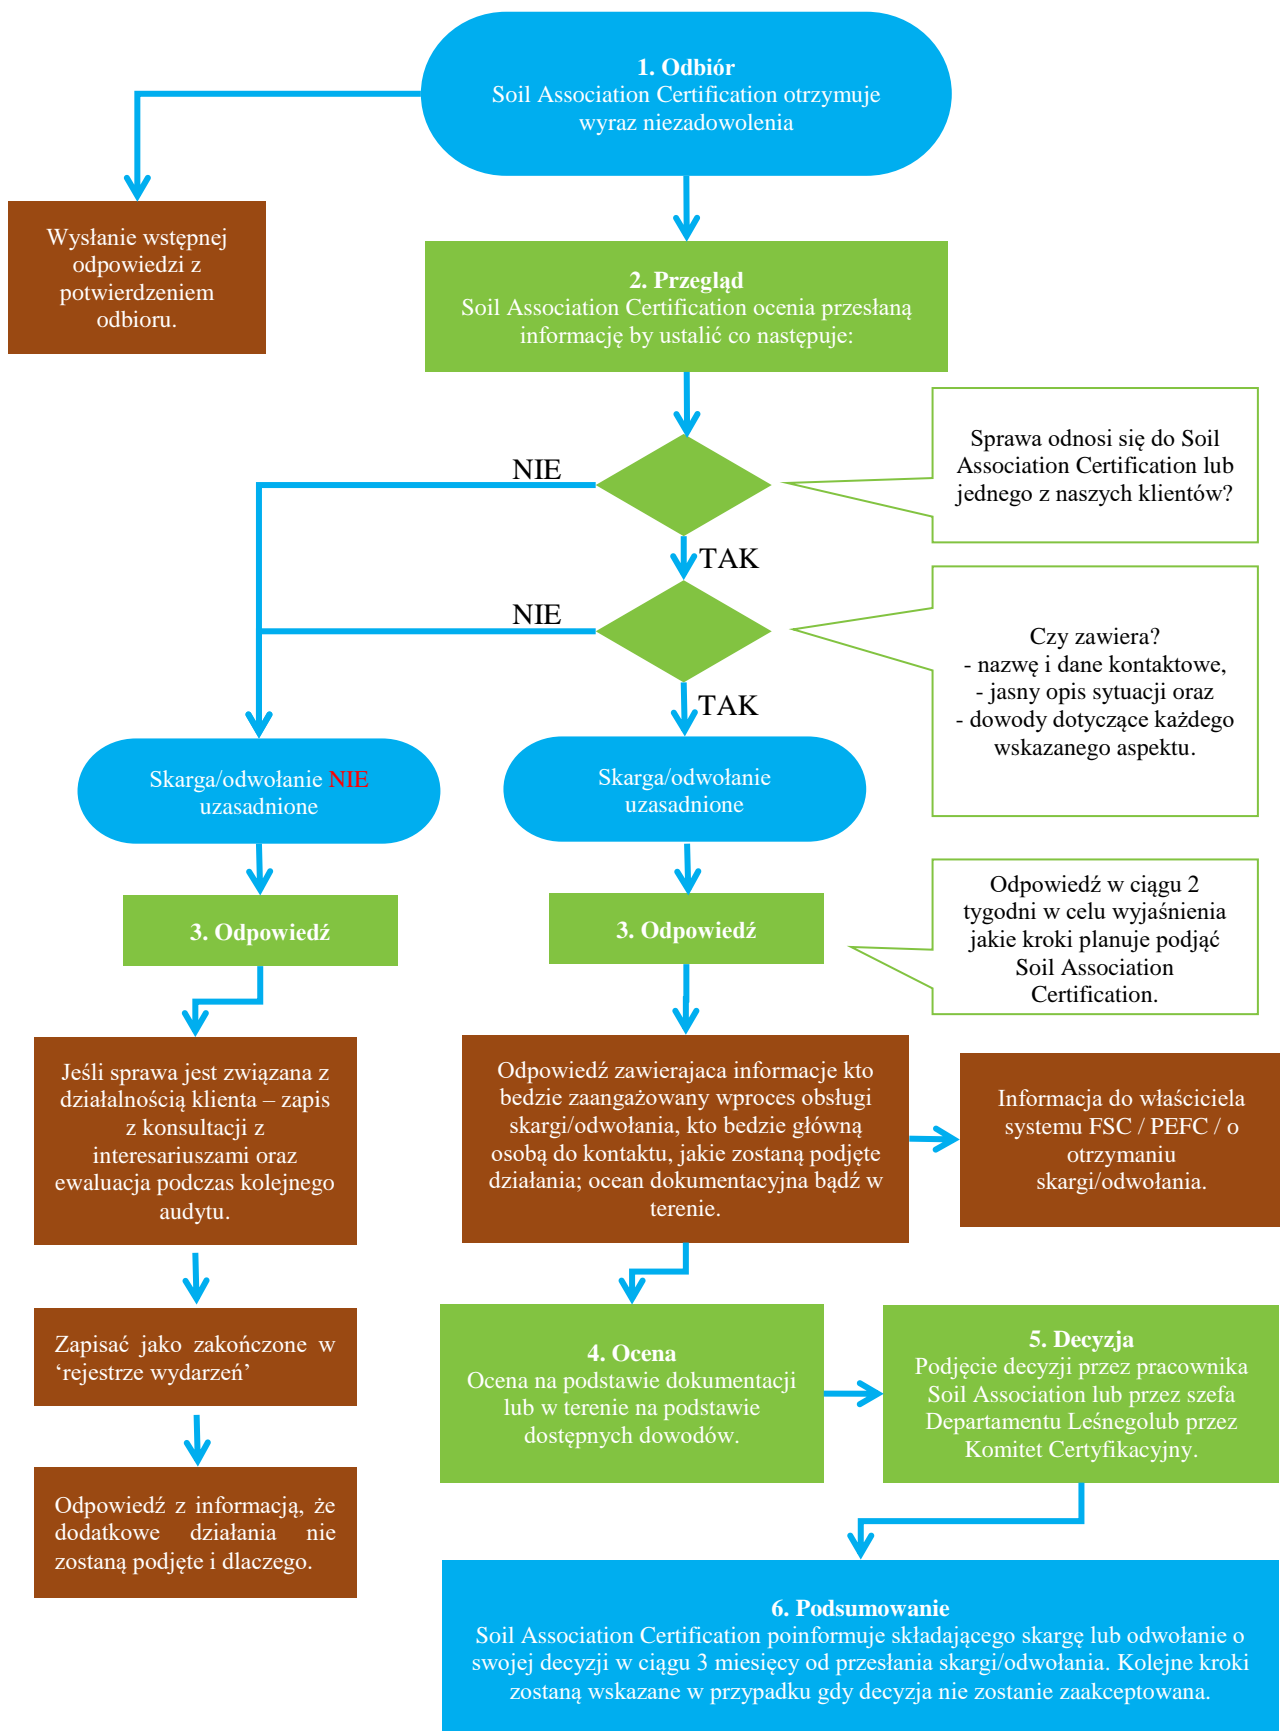 1. Odbiór
Soil Association Certification otrzymuje
wyraz niezadowolenia
Wysłanie wstępnej
odpowiedzi z
potwierdzeniem
odbioru.
2. Przegląd
Soil Association Certification ocenia przesłaną
informację by ustalić co następuje:
Sprawa odnosi się do Soil
Association Certification lub
jednego z naszych klientów?
NIE
TAK
Czy zawiera?
- nazwę i dane kontaktowe,
- jasny opis sytuacji oraz
- dowody dotyczące każdego
wskazanego aspektu.
NIE
TAK
Skarga/odwołanie NIE
uzasadnione
Skarga/odwołanie
uzasadnione
3. Odpowiedź
3. Odpowiedź
Odpowiedź w ciągu 2
tygodni w celu wyjaśnienia
jakie kroki planuje podjąć
Soil Association
Certification.
Jeśli sprawa jest związana z
działalnością klienta – zapis
z konsultacji z
interesariuszami oraz
ewaluacja podczas kolejnego
audytu.
Odpowiedź zawierajaca informacje kto
bedzie zaangażowany wproces obsługi
skargi/odwołania, kto bedzie główną
osobą do kontaktu, jakie zostaną podjęte
działania; ocean dokumentacyjna bądź w
terenie.
Informacja do właściciela
systemu FSC / PEFC / o
otrzymaniu
skargi/odwołania.
Zapisać jako zakończone w
‘rejestrze wydarzeń’
4. Ocena
Ocena na podstawie dokumentacji
lub w terenie na podstawie
dostępnych dowodów.
5. Decyzja
Podjęcie decyzji przez pracownika
Soil Association lub przez szefa
Departamentu Leśnegolub przez
Komitet Certyfikacyjny.
Odpowiedź z informacją, że
dodatkowe działania nie
zostaną podjęte i dlaczego.
6. Podsumowanie
Soil Association Certification poinformuje składającego skargę lub odwołanie o
swojej decyzji w ciągu 3 miesięcy od przesłania skargi/odwołania. Kolejne kroki
zostaną wskazane w przypadku gdy decyzja nie zostanie zaakceptowana.